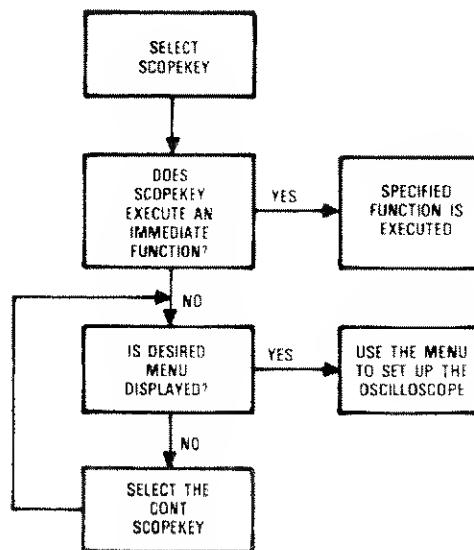 SELECT
SCOPEKEY
DOES
SCOPEKEY
EXECUTE AN
IMMEDIATE
FUNCTION?
YES
SPECIFIED
FUNCTION IS
EXECUTED
NO
IS DESIRED
MENU
DISPLAYED?
YES
USE THE MENU
TO SET UP THE
OSCILLOSCOPE
NO
SELECT THE
CONT
SCOPEKEY